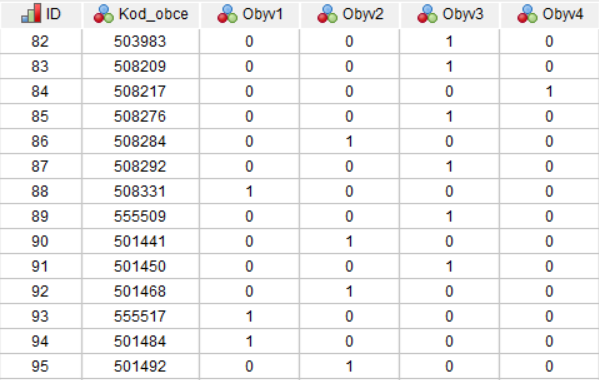 ID Kod_obce Obyv1 Obyv2 Obyv3 Obyv4
82 503983 0 0 1 0
83 508209 0 0 1 0
84 508217 0 0 0 1
85 508276 0 0 1 0
86 508284 0 1 0 0
87 508292 0 0 1 0
88 508331 1 0 0 0
89 555509 0 0 1 0
90 501441 0 1 0 0
91 501450 0 0 1 0
92 501468 0 1 0 0
93 555517 1 0 0 0
94 501484 1 0 0 0
95 501492 0 1 0 0